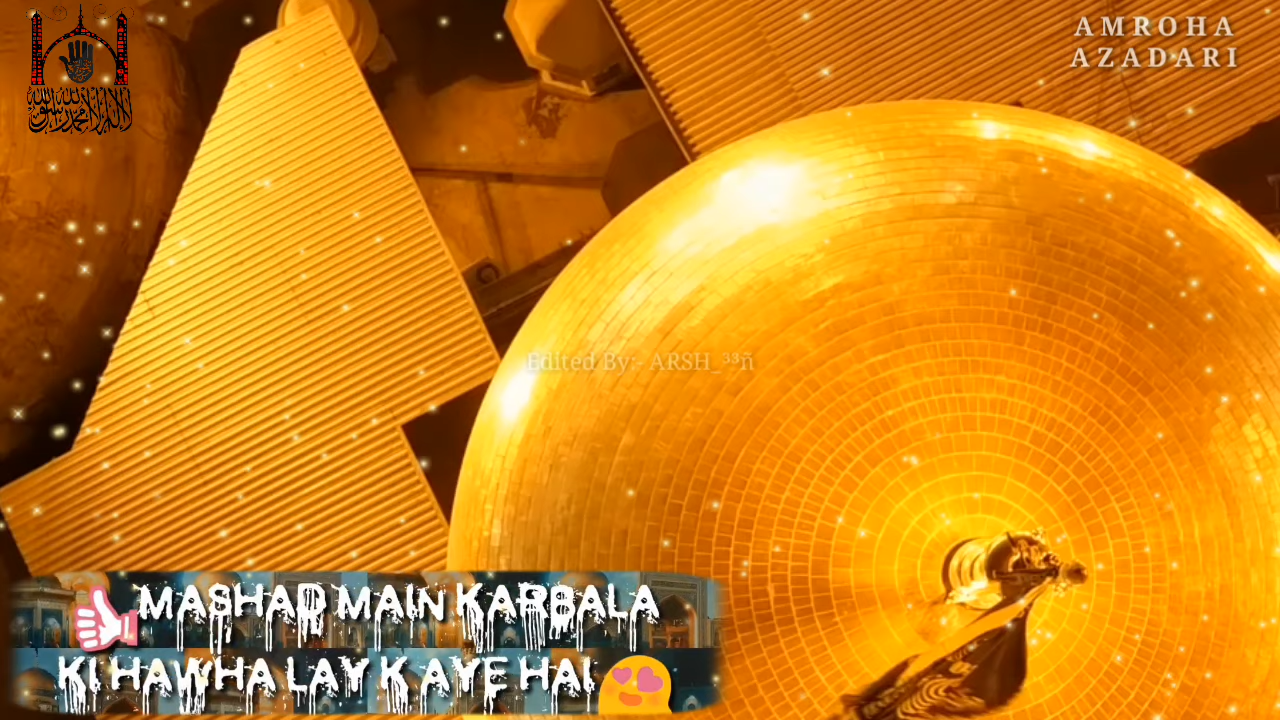 AMROHA
AZADARI
Edited By:- ARSH_³³ñ
MASHAD MAIN KARBALA
KI HAWHA LAY K AYE HAI